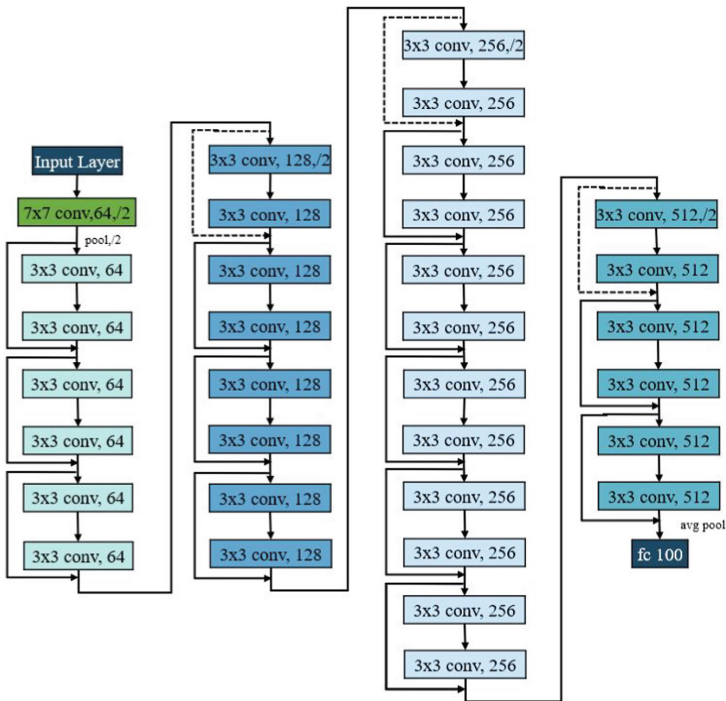 Input Layer
7x7 conv,64,/2
pool,/2
3x3 conv, 64
3x3 conv, 64
3x3 conv, 64
3x3 conv, 64
3x3 conv, 64
3x3 conv, 64
3x3 conv, 128,/2
3x3 conv, 128
3x3 conv, 128
3x3 conv, 128
3x3 conv, 128
3x3 conv, 128
3x3 conv, 128
3x3 conv, 128
3x3 conv, 256,/2
3x3 conv, 256
3x3 conv, 256
3x3 conv, 256
3x3 conv, 256
3x3 conv, 256
3x3 conv, 256
3x3 conv, 256
3x3 conv, 256
3x3 conv, 256
3x3 conv, 256
3x3 conv, 256
3x3 conv, 512,/2
3x3 conv, 512
3x3 conv, 512
3x3 conv, 512
3x3 conv, 512
3x3 conv, 512
avg pool
fc 100